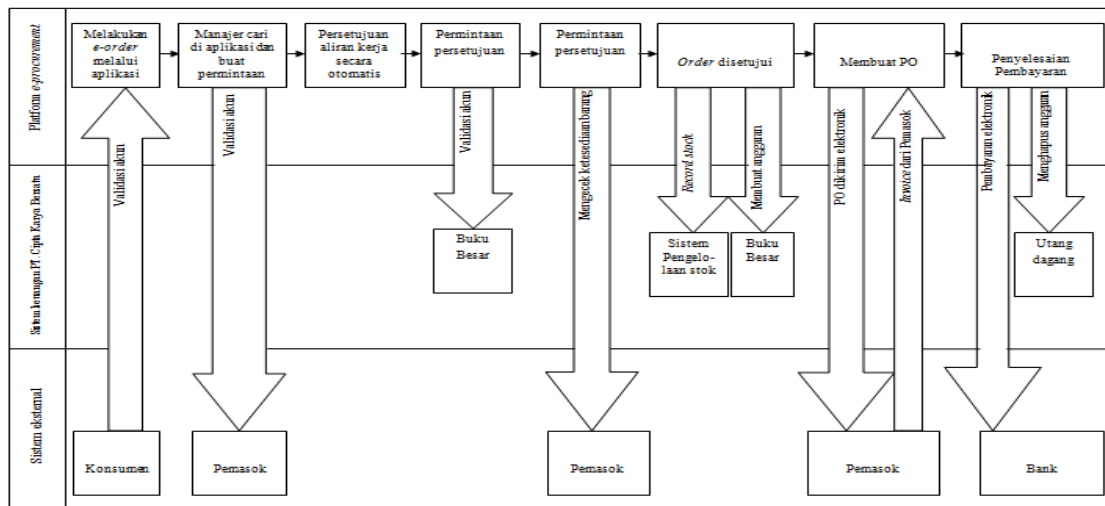 Platform e-procurement
Melakukan
e-order
melalui
aplikasi
Manajer cari
di aplikasi dan
buat
permintaan
Persetujuan
aliran kerja
secara
otomatis
Permintaan
persetujuan
Permintaan
persetujuan
Order disetujui
Membuat PO
Penyelesaian
Pembayaran
Validasi akun
Validasi akun
Validasi akun
Mengecek ketesediaan barang
Record stock
Membuat anggaran
PO dikirim elektronik
Invoice dari Pemasok
Pembayaran elektronik
Menghapus anggaran
Sistem keuangan PT. Cipta Karya
Buku
Besar
Sistem
Pengelo-
laan stok
Buku
Besar
Utang
dagang
Sistem eksternal
Konsumen
Pemasok
Pemasok
Pemasok
Bank